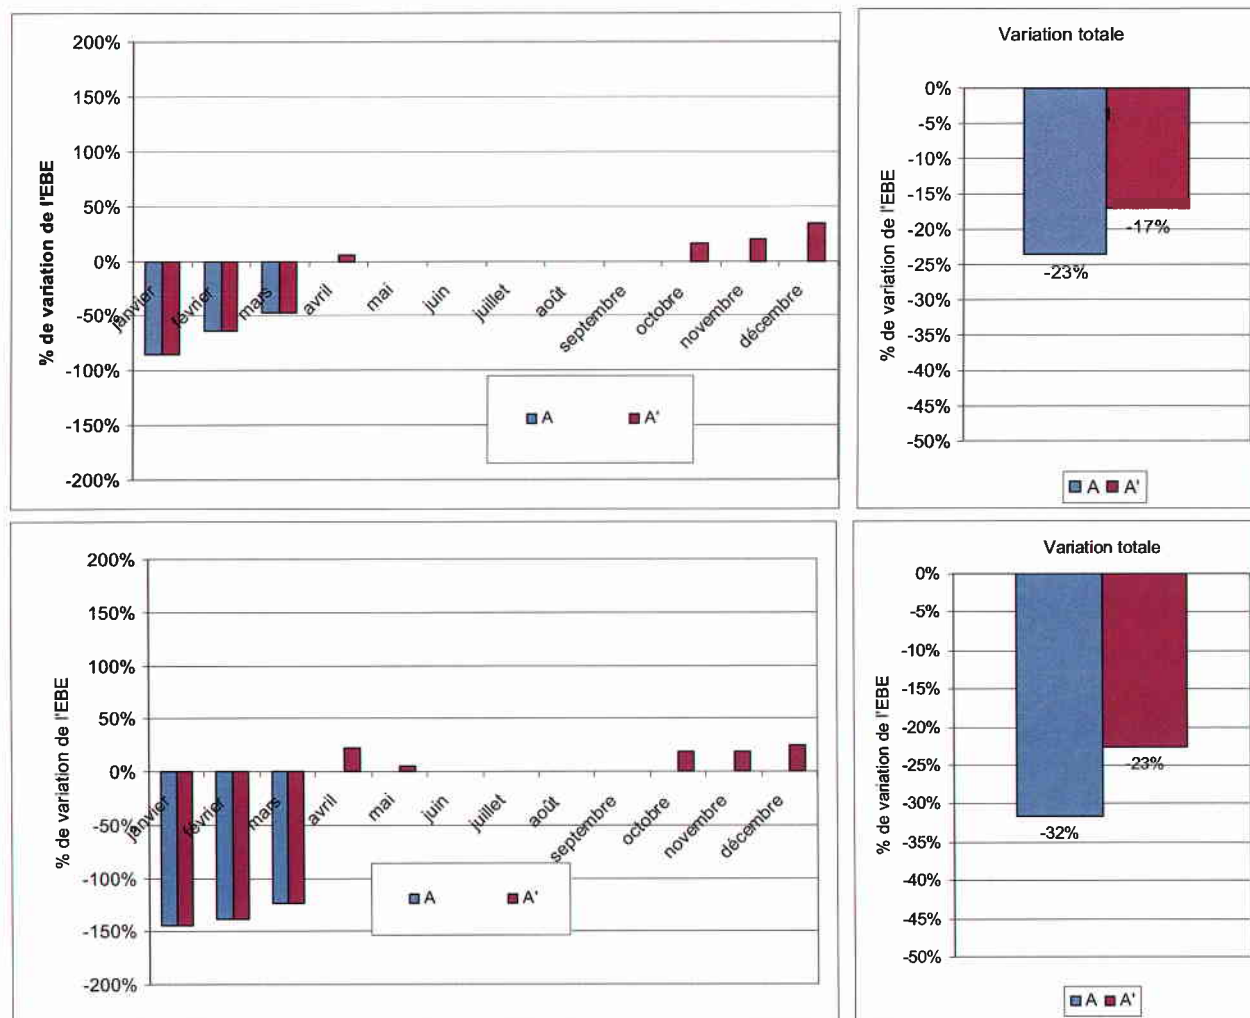 200%
150%
100%
50%
0%
-50%
-100%
-150%
-200%
% de variation de l'EBE
janvier
février
mars
avril
mai
juin
juillet
août
septembre
octobre
novembre
décembre
A
A'
Variation totale
0%
-5%
-10%
-15%
-20%
-25%
-30%
-35%
-40%
-45%
-50%
% de variation de l'EBE
-23%
-17%
A
A'
200%
150%
100%
50%
0%
-50%
-100%
-150%
-200%
% de variation de l'EBE
janvier
février
mars
avril
mai
juin
juillet
août
septembre
octobre
novembre
décembre
A
A'
Variation totale
0%
-5%
-10%
-15%
-20%
-25%
-30%
-35%
-40%
-45%
-50%
% de variation de l'EBE
-32%
-23%
A
A'